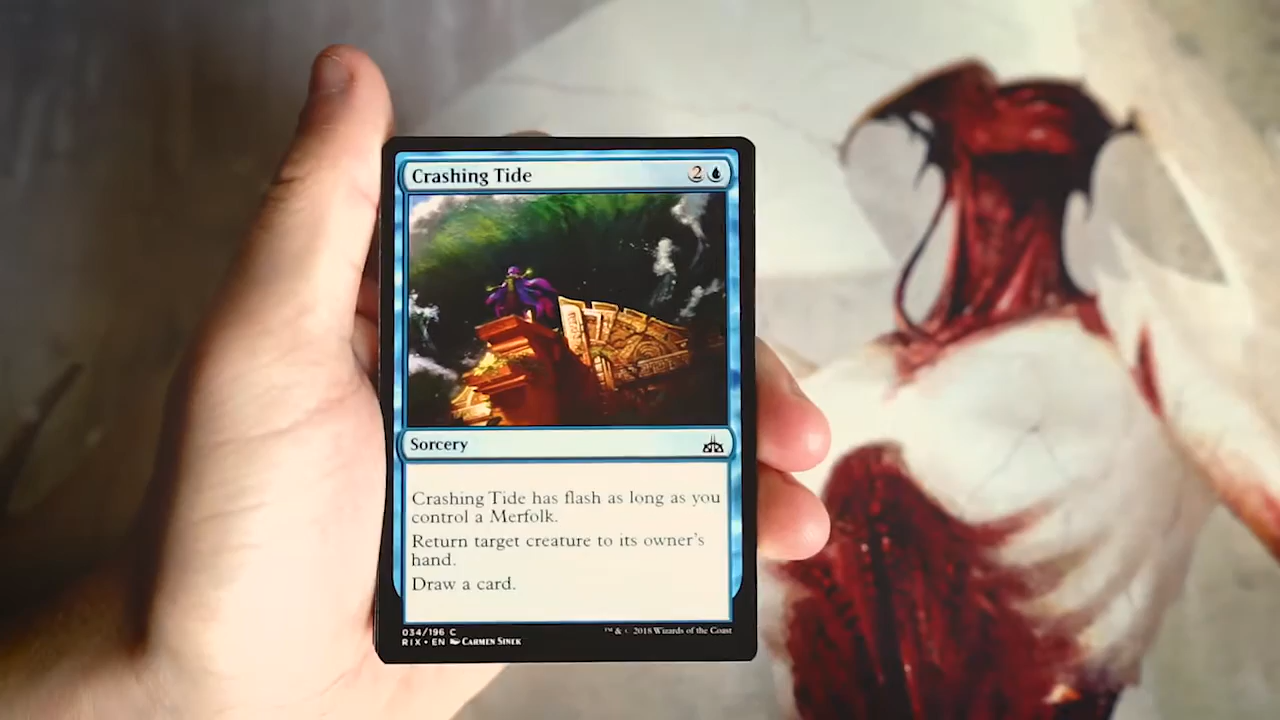 Crashing Tide 2
Sorcery
Crashing Tide has flash as long as you
control a Merfolk.
Return target creature to its owner's
hand.
Draw a card.
034/196 C
RIX • EN Carmen Sinek
™ & © 2018 Wizards of the Coast